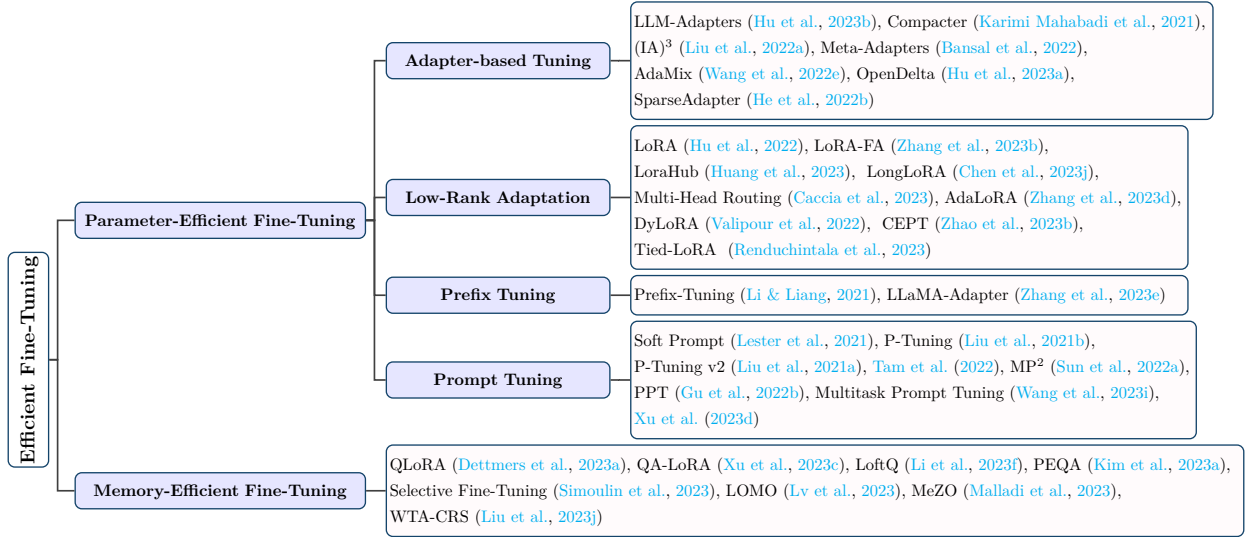 Efficient Fine-Tuning
Parameter-Efficient Fine-Tuning
Adapter-based Tuning
LLM-Adapters (Hu et al., 2023b), Compacter (Karimi Mahabadi et al., 2021),
(IA)³ (Liu et al., 2022a), Meta-Adapters (Bansal et al., 2022),
AdaMix (Wang et al., 2022e), OpenDelta (Hu et al., 2023a),
SparseAdapter (He et al., 2022b)
Low-Rank Adaptation
LoRA (Hu et al., 2022), LoRA-FA (Zhang et al., 2023b),
LoraHub (Huang et al., 2023), LongLoRA (Chen et al., 2023j),
Multi-Head Routing (Caccia et al., 2023), AdaLoRA (Zhang et al., 2023d),
DyLoRA (Valipour et al., 2022), CEPT (Zhao et al., 2023b),
Tied-LoRA (Renduchintala et al., 2023)
Prefix Tuning
Prefix-Tuning (Li & Liang, 2021), LLaMA-Adapter (Zhang et al., 2023e)
Prompt Tuning
Soft Prompt (Lester et al., 2021), P-Tuning (Liu et al., 2021b),
P-Tuning v2 (Liu et al., 2021a), Tam et al. (2022), MP² (Sun et al., 2022a),
PPT (Gu et al., 2022b), Multitask Prompt Tuning (Wang et al., 2023i),
Xu et al. (2023d)
Memory-Efficient Fine-Tuning
QLoRA (Dettmers et al., 2023a), QA-LoRA (Xu et al., 2023c), LoftQ (Li et al., 2023f), PEQA (Kim et al., 2023a),
Selective Fine-Tuning (Simoulin et al., 2023), LOMO (Lv et al., 2023), MeZO (Malladi et al., 2023),
WTA-CRS (Liu et al., 2023j)